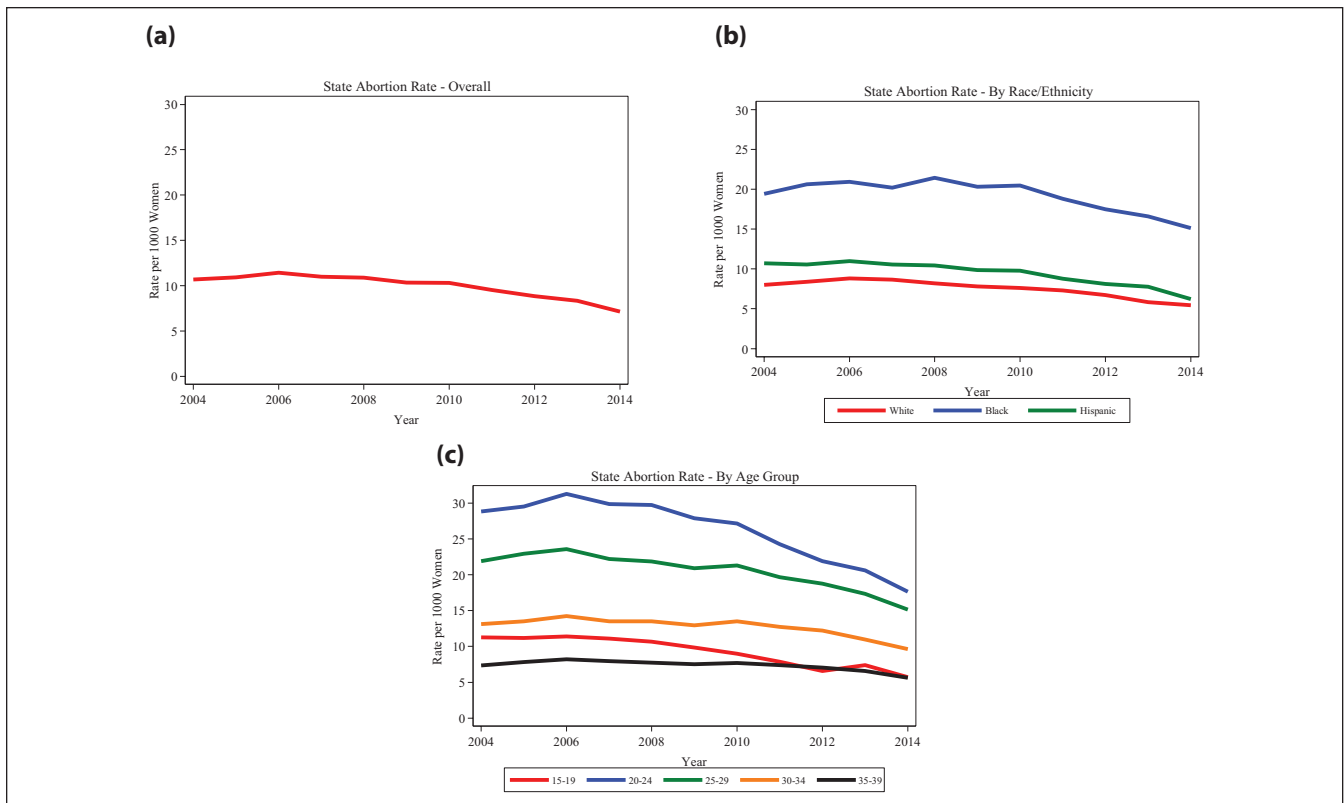 (a)
State Abortion Rate - Overall
30
25
20
15
10
5
0
Rate per 1000 Women
2004 2006 2008 2010 2012 2014
Year
(b)
State Abortion Rate - By Race/Ethnicity
30
25
20
15
10
5
0
Rate per 1000 Women
2004 2006 2008 2010 2012 2014
Year
White Black Hispanic
(c)
State Abortion Rate - By Age Group
30
25
20
15
10
5
0
Rate per 1000 Women
2004 2006 2008 2010 2012 2014
Year
15-19 20-24 25-29 30-34 35-39